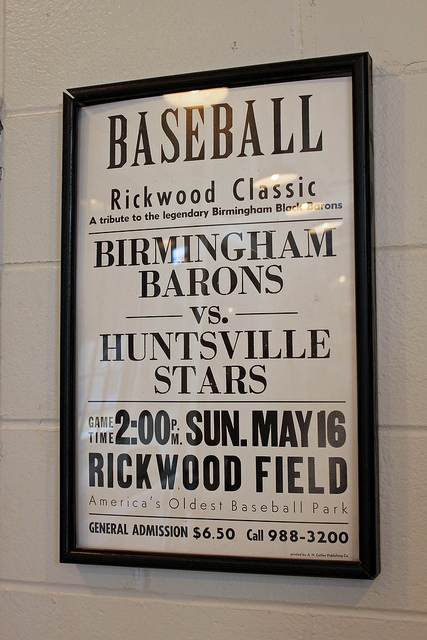 BASEBALL
Rickwood Classic
A tribute to the legendary Birmingham Black Barons
BIRMINGHAM
BARONS
VS.
HUNTSVILLE
STARS
GAME TIME 2:00 P.M. SUN. MAY 16
RICKWOOD FIELD
America's Oldest Baseball Park
GENERAL ADMISSION $6.50 Call 988-3200